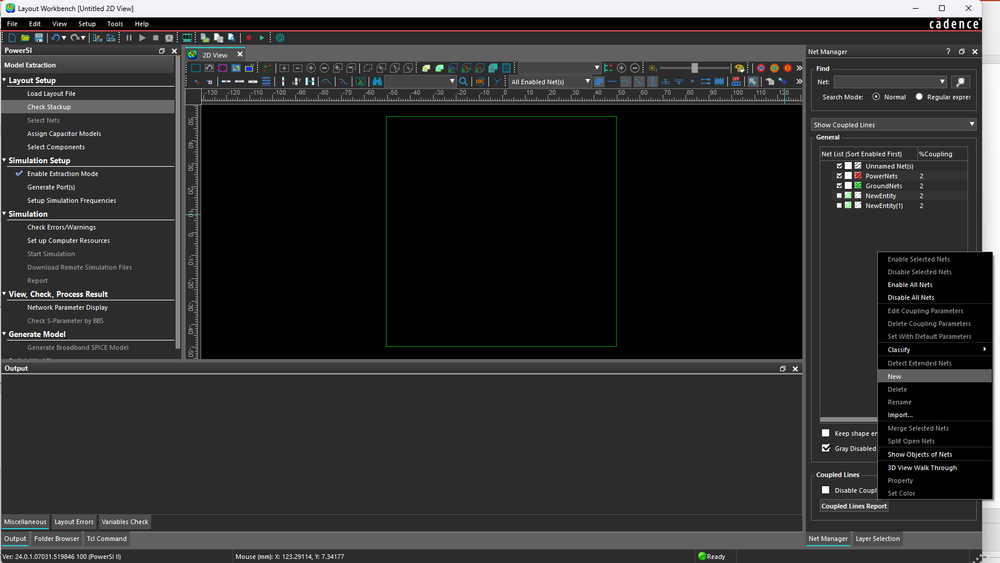 Layout Workbench [Untitled 2D View]
File Edit View Setup Tools Help
cādence
BBS
PowerSI
Model Extraction
Layout Setup
Load Layout File
Check Stackup
Select Nets
Assign Capacitor Models
Select Components
Simulation Setup
Enable Extraction Mode
Generate Port(s)
Setup Simulation Frequencies
Simulation
Check Errors/Warnings
Set up Computer Resources
Start Simulation
Download Remote Simulation Files
Report
View, Check, Process Result
Network Parameter Display
Check S-Parameter by BBS
Generate Model
Generate Broadband SPICE Model
2D View
N G S
100 All Enabled Net(s) OFF
-130 -120 -110 -100 -90 -80 -70 -60 -50 -40 -30 -20 -10 0 10 20 30 40 50 60 70 80 90 100 110 120
50
40
30
20
10
0
-10
-20
-30
-40
-50
Net Manager ?
Find
Net:
Search Mode: Normal Regular expres
Show Coupled Lines
General
Net List (Sort Enabled First) %Coupling
Unnamed Net(s)
PowerNets 2
GroundNets 2
NewEntity 2
NewEntity(1) 2
Keep shape en
Gray Disabled
Coupled Lines
Disable Coupl
Coupled Lines Report
Enable Selected Nets
Disable Selected Nets
Enable All Nets
Disable All Nets
Edit Coupling Parameters
Delete Coupling Parameters
Set With Default Parameters
Classify
Detect Extended Nets
New
Delete
Rename
Import...
Merge Selected Nets
Split Open Nets
Show Objects of Nets
3D View Walk Through
Property
Set Color
Output
Miscellaneous Layout Errors Variables Check
Output Folder Browser Tcl Command
Net Manager Layer Selection
Ver: 24.0.1.07031.519846 100 (PowerSI II) Mouse (mm): X: 123.29114, Y: 7.34177 Ready